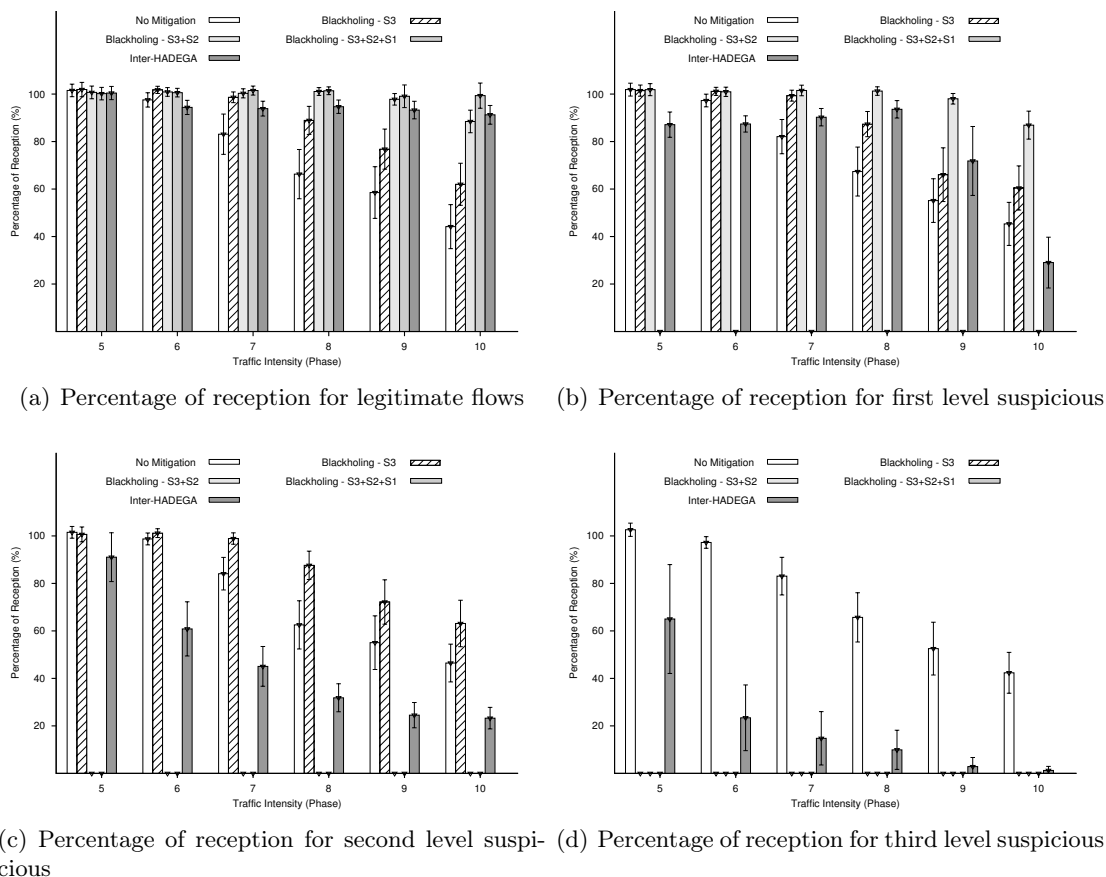 No Mitigation
Blackholing - S3
Blackholing - S3+S2
Blackholing - S3+S2+S1
Inter-HADEGA
Percentage of Reception (%)
100
80
60
40
20
5 6 7 8 9 10
Traffic Intensity (Phase)
(a) Percentage of reception for legitimate flows
No Mitigation
Blackholing - S3
Blackholing - S3+S2
Blackholing - S3+S2+S1
Inter-HADEGA
Percentage of Reception (%)
100
80
60
40
20
5 6 7 8 9 10
Traffic Intensity (Phase)
(b) Percentage of reception for first level suspicious
No Mitigation
Blackholing - S3
Blackholing - S3+S2
Blackholing - S3+S2+S1
Inter-HADEGA
Percentage of Reception (%)
100
80
60
40
20
5 6 7 8 9 10
Traffic Intensity (Phase)
(c) Percentage of reception for second level suspi-
cious
No Mitigation
Blackholing - S3
Blackholing - S3+S2
Blackholing - S3+S2+S1
Inter-HADEGA
Percentage of Reception (%)
100
80
60
40
20
5 6 7 8 9 10
Traffic Intensity (Phase)
(d) Percentage of reception for third level suspicious